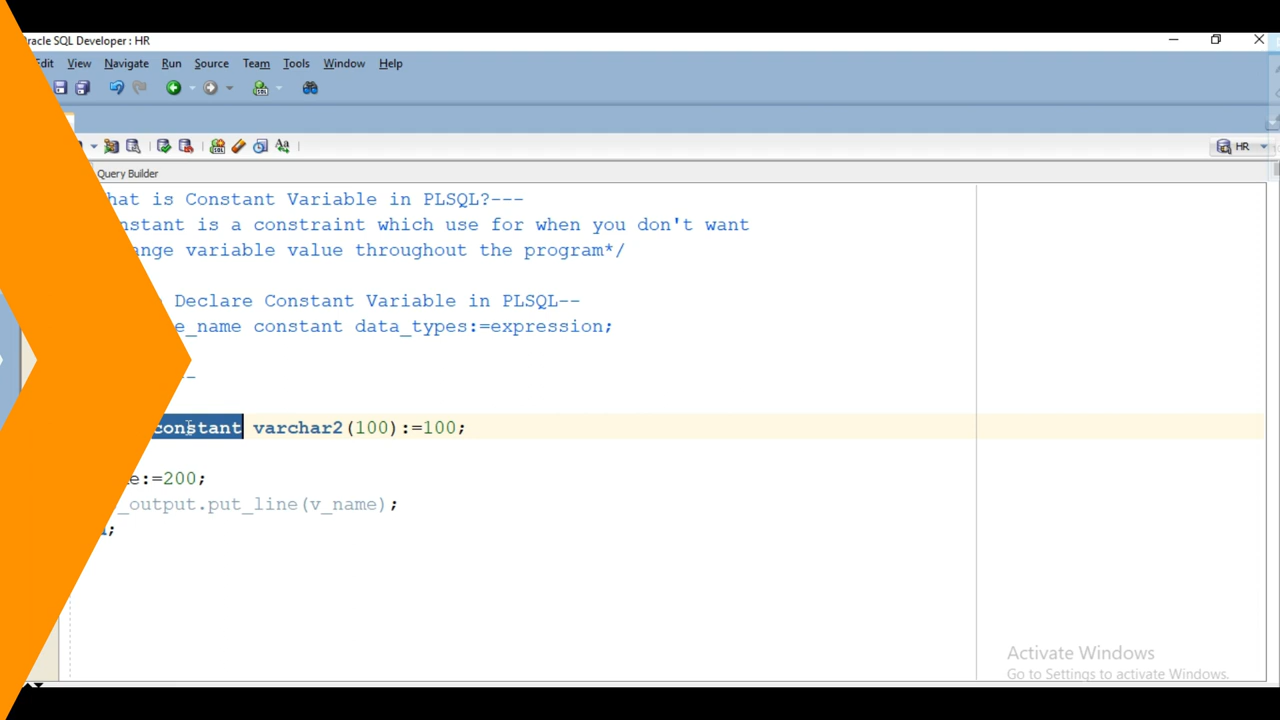 racle SQL Developer : HR
dit View Navigate Run Source Team Tools Window Help
HR
Query Builder
hat is Constant Variable in PLSQL?---
nstant is a constraint which use for when you don't want
ange variable value throughout the program*/
Declare Constant Variable in PLSQL--
e_name constant data_types:=expression;
--
constant varchar2(100):=100;
e:=200;
_output.put_line(v_name);
;
Activate Windows
Go to Settings to activate Windows.